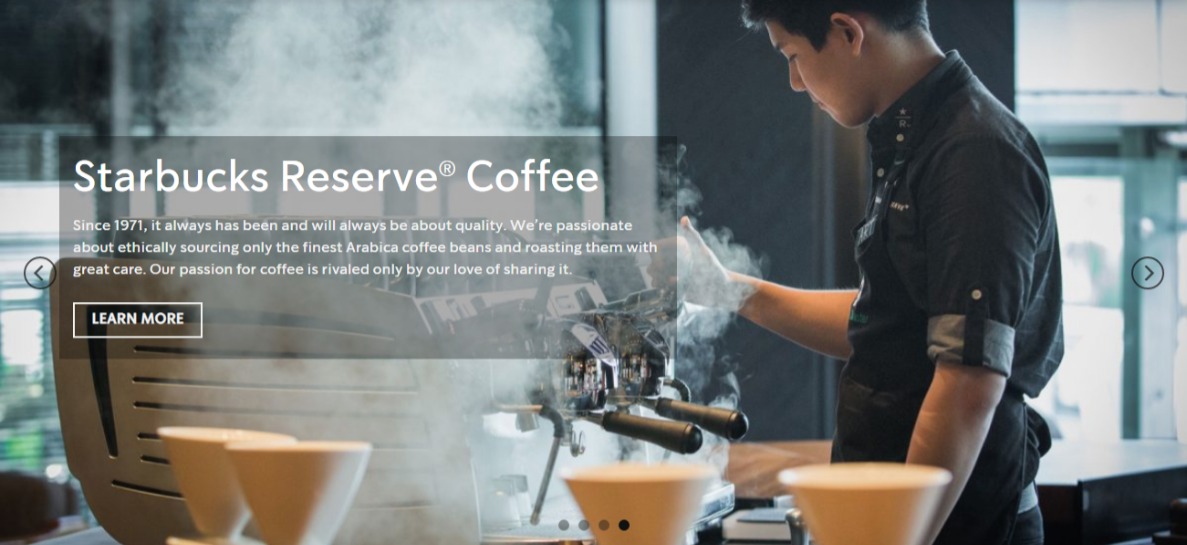 Starbucks Reserve® Coffee
Since 1971, it always has been and will always be about quality. We're passionate
about ethically sourcing only the finest Arabica coffee beans and roasting them with
great care. Our passion for coffee is rivaled only by our love of sharing it.
LEARN MORE